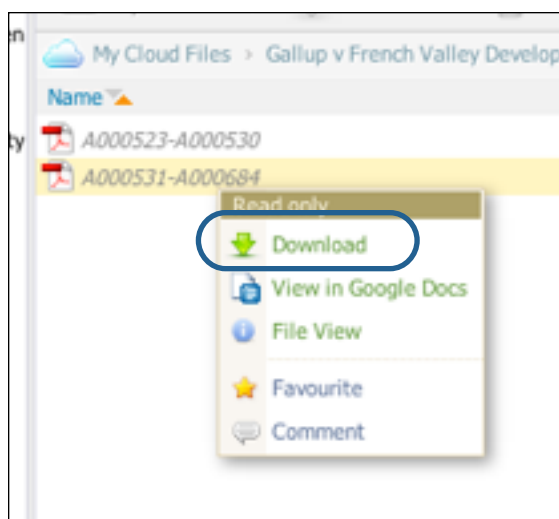 en
My Cloud Files > Gallup v French Valley Develop
Name
ty
A000523-A000530
A000531-A000684
Read only
Download
View in Google Docs
File View
Favourite
Comment